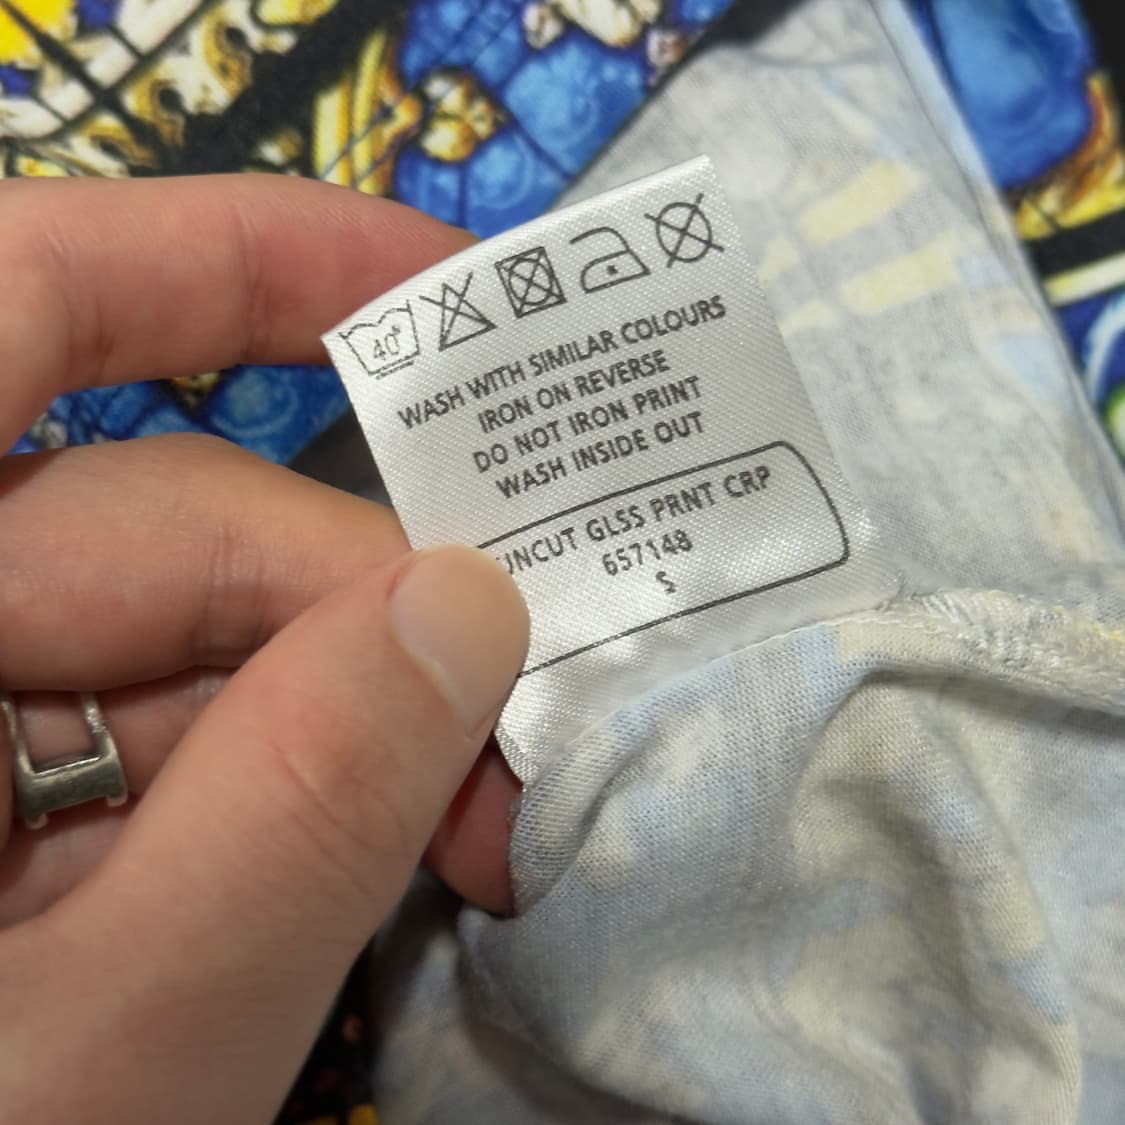 40°
WASH WITH SIMILAR COLOURS
IRON ON REVERSE
DO NOT IRON PRINT
WASH INSIDE OUT
UNCUT GLSS PRNT CRP
657148
S